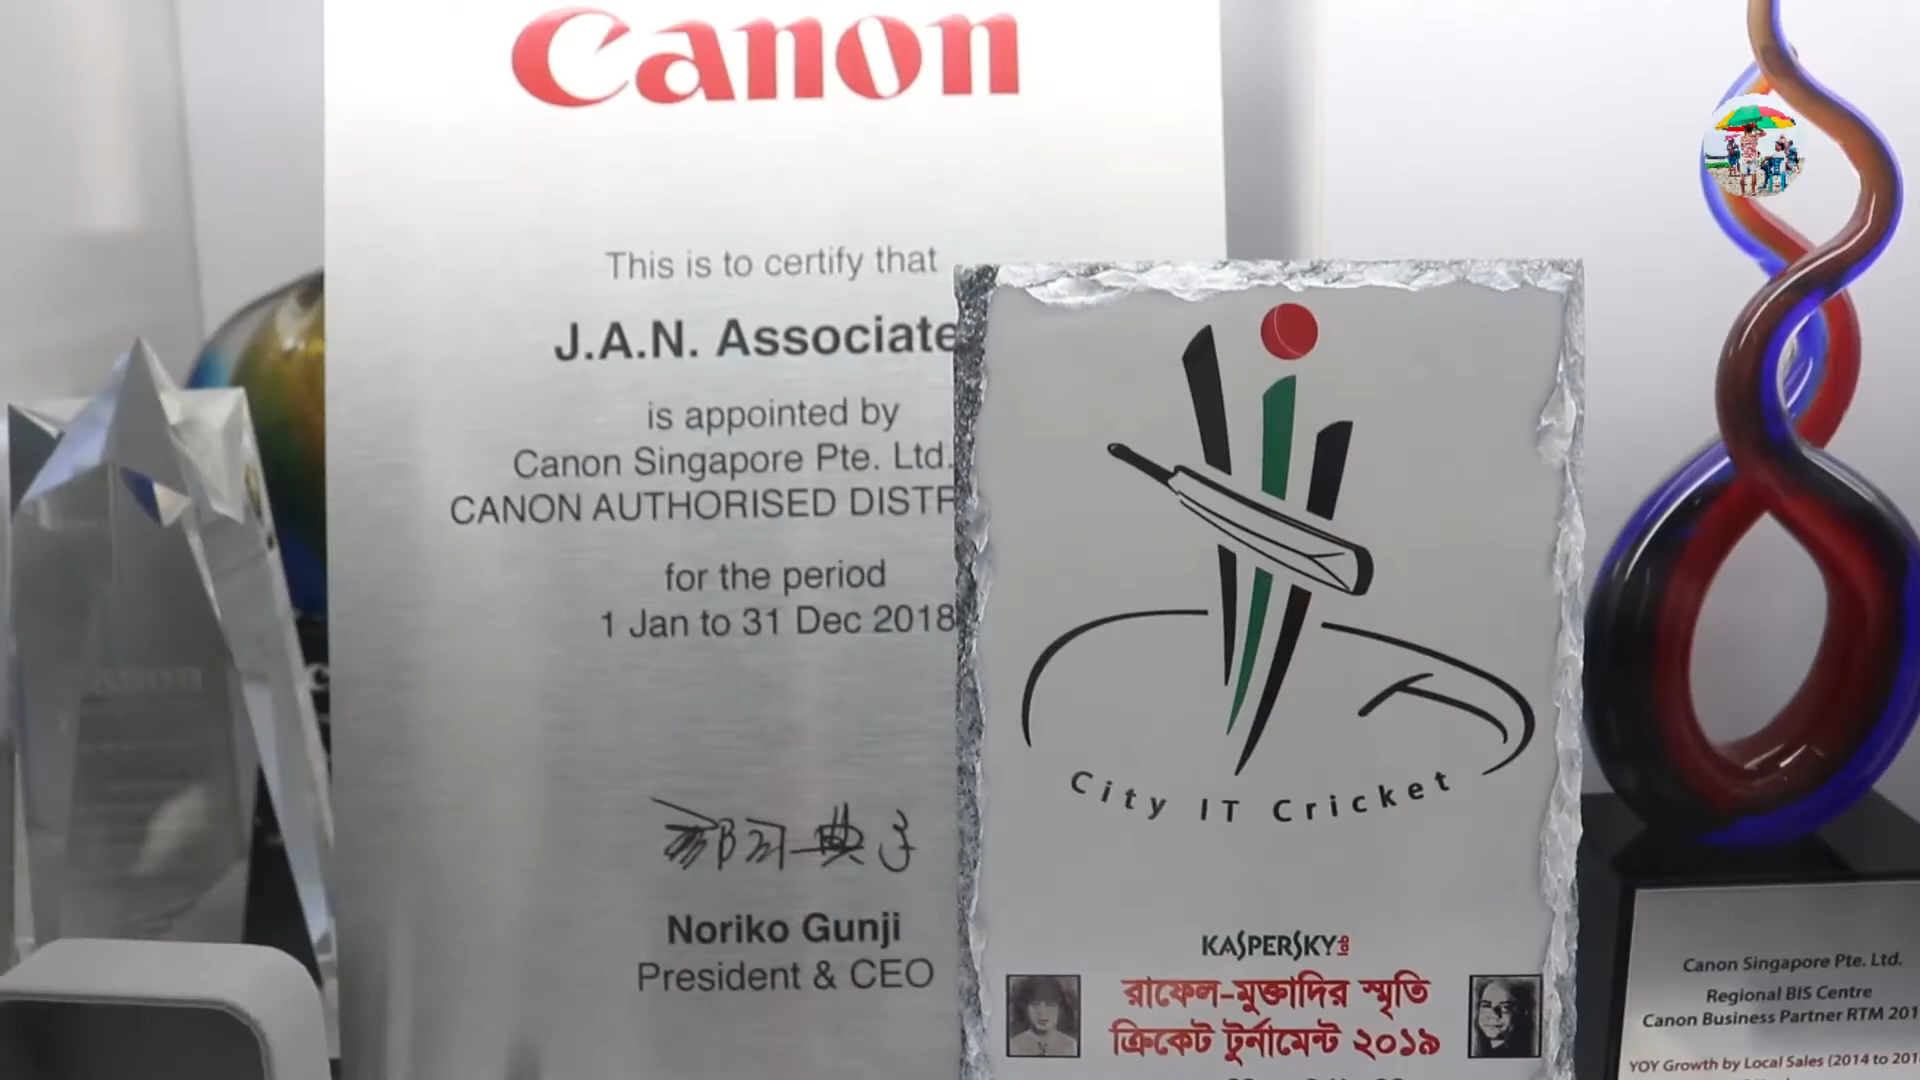 Canon
This is to certify that
J.A.N. Associate
is appointed by
Canon Singapore Pte. Ltd.
CANON AUTHORISED
for the period
1 Jan to 31 Dec 2018
Noriko Gunji
President & CEO
City IT Cricket
KASPERSKY lab
রাফেল-মুক্তাদির স্মৃতি
ক্রিকেট টুর্নামেন্ট ২০১৯
Canon Singapore Pte. Ltd.
Regional BIS Centre
Canon Business Partner RTM 201
YOY Growth by Local Sales (2014 to 201